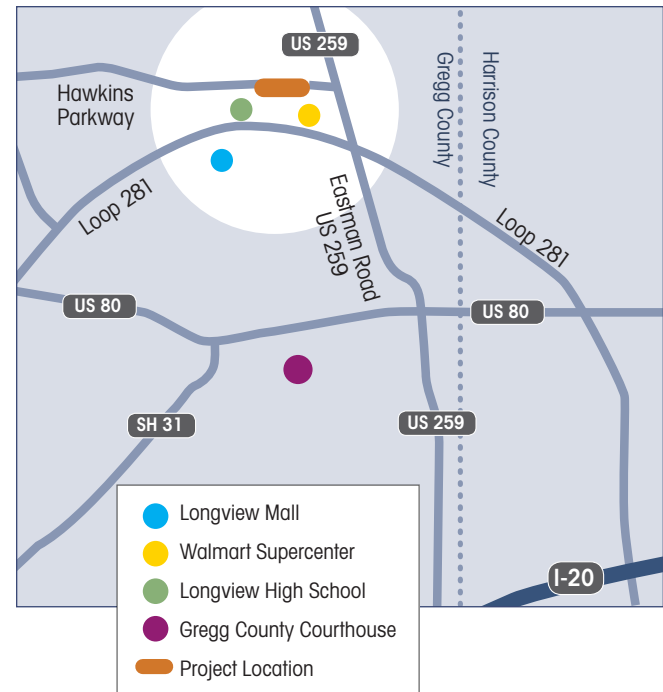 US 259
Hawkins
Parkway
Gregg County
Harrison County
Loop 281
Eastman Road
US 259
Loop 281
US 80
US 80
SH 31
US 259
I-20
Longview Mall
Walmart Supercenter
Longview High School
Gregg County Courthouse
Project Location